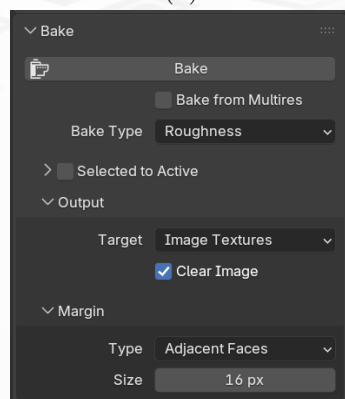 Bake
Bake
Bake from Multires
Bake Type Roughness
Selected to Active
Output
Target Image Textures
Clear Image
Margin
Type Adjacent Faces
Size 16 px